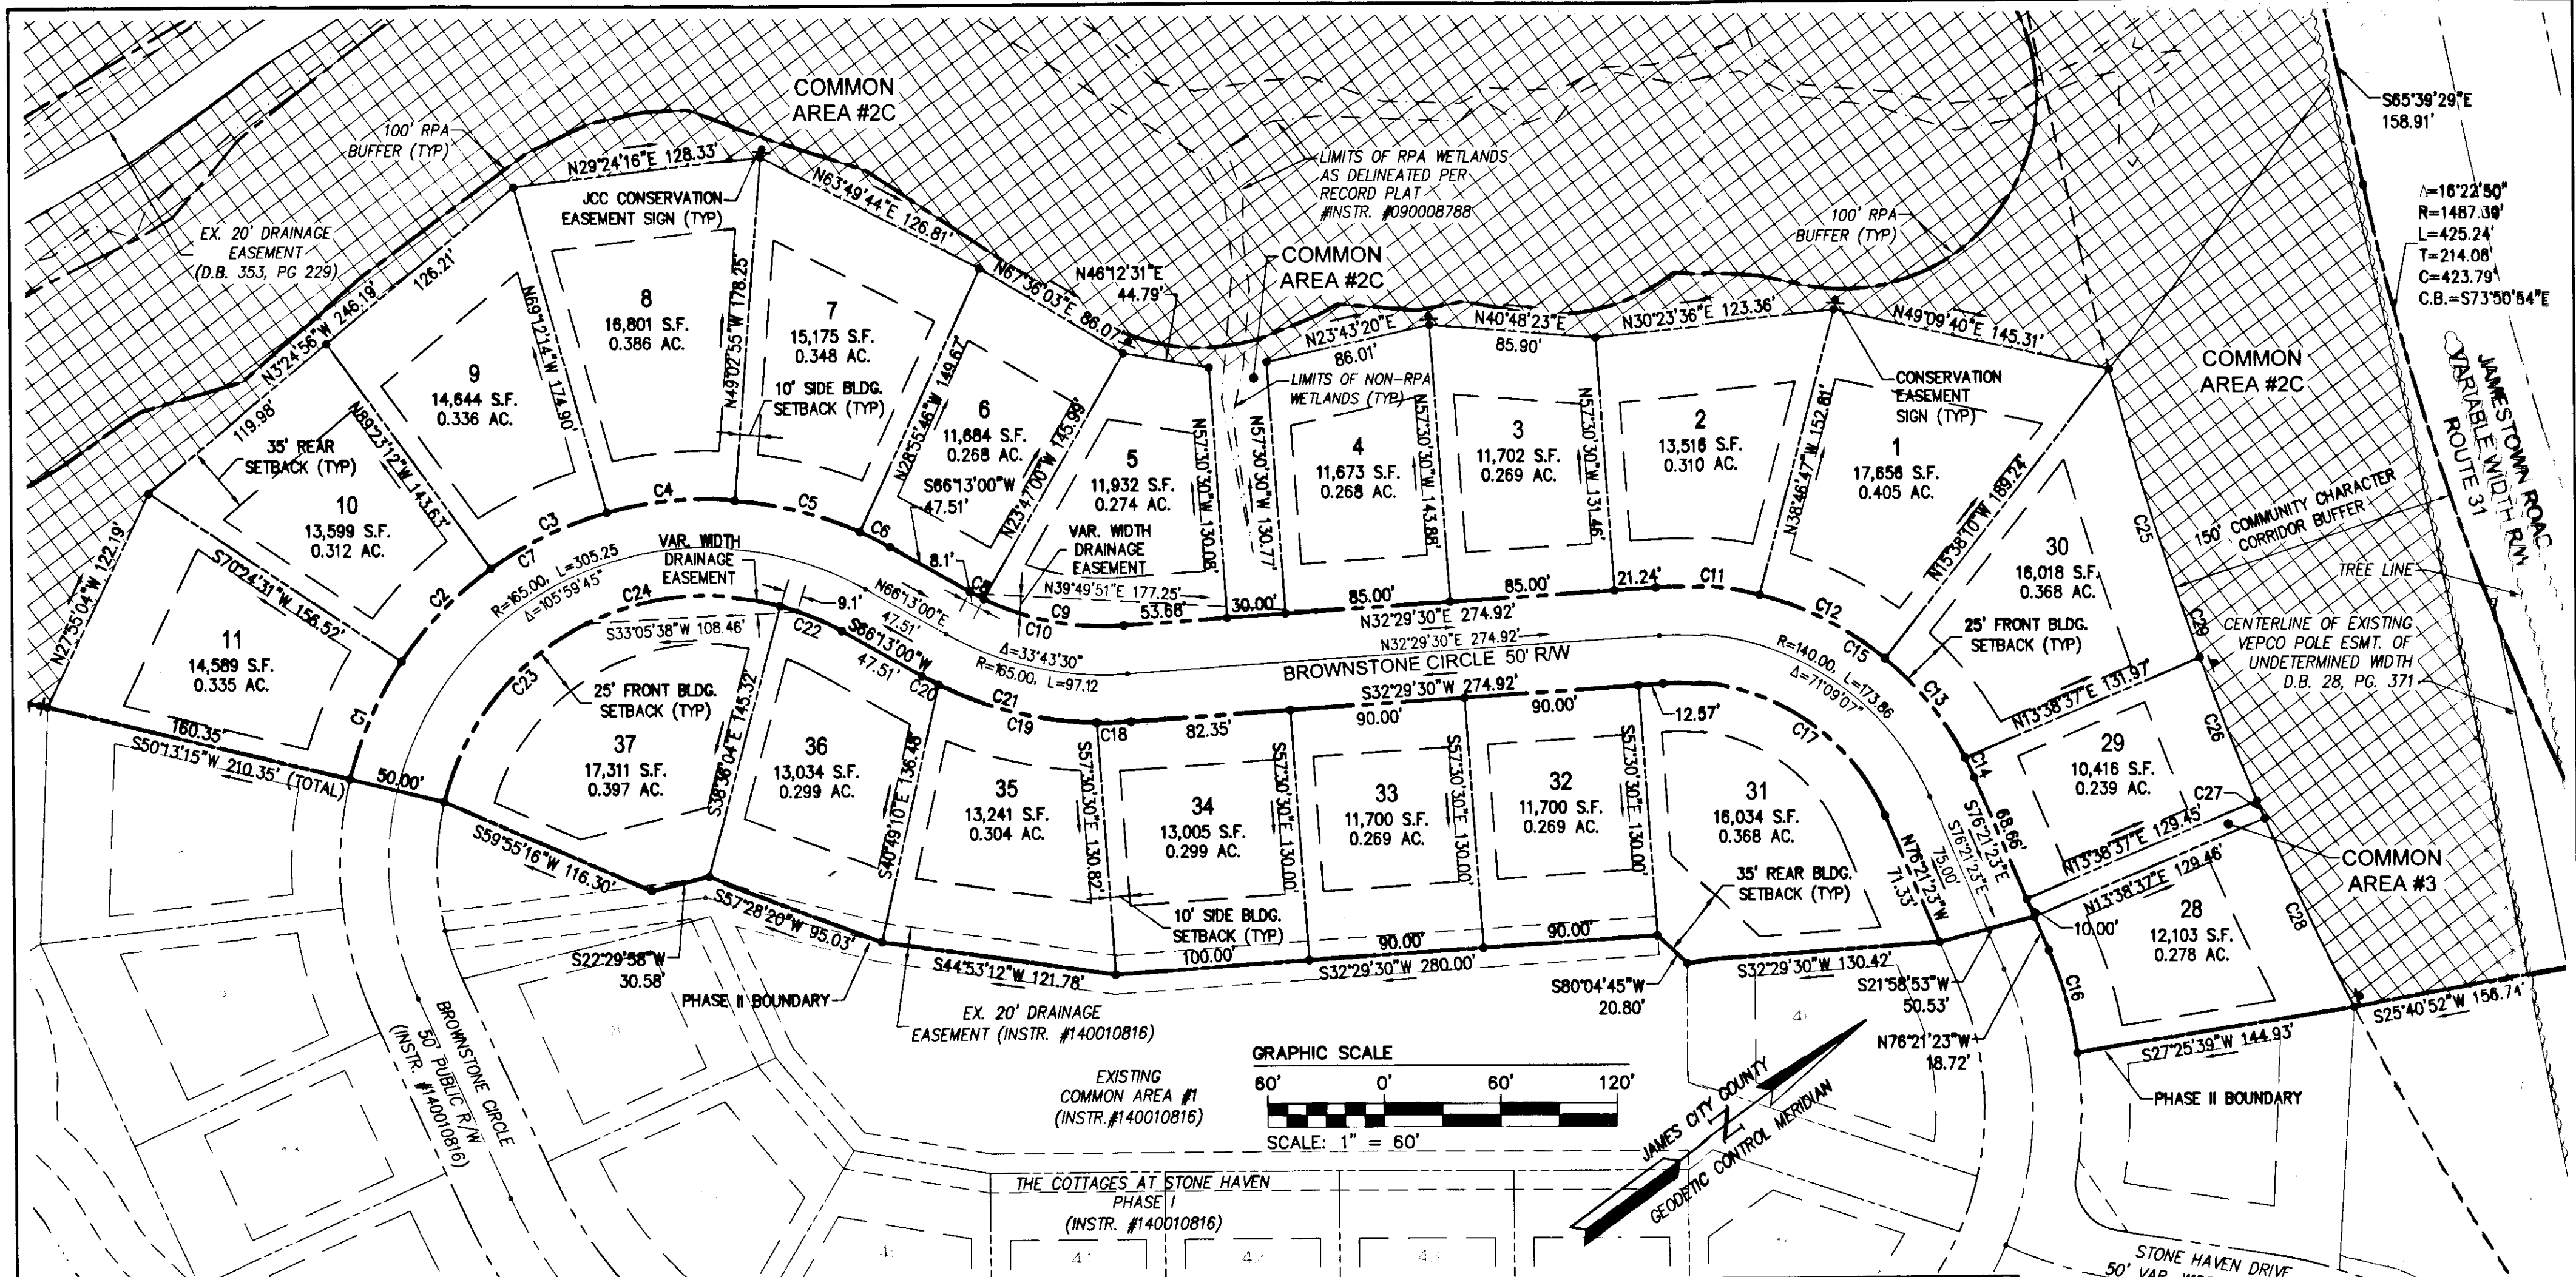 COMMON
AREA #2C
100' RPA
BUFFER (TYP)
N29°24'16"E 128.33'
JCC CONSERVATION
EASEMENT SIGN (TYP)
N63°49'44"E 126.81'
LIMITS OF RPA WETLANDS
AS DELINEATED PER
RECORD PLAT
#INSTR. #090008788
S65°39'29"E
158.91'
Δ=16°22'50"
R=1487.39'
L=425.24'
T=214.08'
C=423.79'
C.B.=S73°50'54"E
EX. 20' DRAINAGE
EASEMENT
(D.B. 353, PG 229)
N3°24'56"W 246.19'
126.21'
119.98'
100' RPA
BUFFER (TYP)
COMMON
AREA #2C
N67°36'03"E 86.07'
N46°12'31"E
44.79'
N23°43'20"E
86.01'
N40°48'23"E
85.90'
N30°23'36"E 123.36'
N49°09'40"E 145.31'
COMMON
AREA #2C
JAMESTOWN ROAD
VARIABLE WIDTH R/W
ROUTE 31
LIMITS OF NON-RPA
WETLANDS (TYP)
CONSERVATION
EASEMENT
SIGN (TYP)
8
16,801 S.F.
0.386 AC.
7
15,175 S.F.
0.348 AC.
10' SIDE BLDG.
SETBACK (TYP)
9
14,644 S.F.
0.336 AC.
6
11,684 S.F.
0.268 AC.
S66°13'00"W
47.51'
5
11,932 S.F.
0.274 AC.
4
11,673 S.F.
0.268 AC.
3
11,702 S.F.
0.269 AC.
2
13,516 S.F.
0.310 AC.
1
17,656 S.F.
0.405 AC.
N69°12'14"W 174.90'
N49°02'55"W 178.25'
N28°55'46"W 149.67'
N23°47'00"W 145.99'
N57°30'30"W 130.08'
N57°30'30"W 130.77'
N57°30'30"W 143.88'
N57°30'30"W 131.46'
N38°46'47"W 152.81'
N15°38'10"W 189.24'
35' REAR
SETBACK (TYP)
N89°23'12"W 143.63'
10
13,599 S.F.
0.312 AC.
S70°24'31"W 156.52'
N27°55'04"W 122.19'
11
14,589 S.F.
0.335 AC.
C1
C2
C3
C4
C5
C6
C7
C8
C9
C10
C11
C12
C13
C14
C15
VAR. WIDTH
DRAINAGE
EASEMENT
VAR. WIDTH
DRAINAGE
EASEMENT
8.1'
9.1'
N39°49'51"E 177.25'
53.68'
30.00'
85.00'
85.00'
21.24'
N32°29'30"E 274.92'
N32°29'30"E 274.92'
BROWNSTONE CIRCLE 50' R/W
S32°29'30"W 274.92'
R=165.00, L=305.25
Δ=105°59'45"
N66°13'00"E
47.51'
Δ=33°43'30"
R=165.00, L=97.12
R=140.00, L=173.86
Δ=71°09'07"
150' COMMUNITY CHARACTER
CORRIDOR BUFFER
TREE LINE
CENTERLINE OF EXISTING
VEPCO POLE ESMT. OF
UNDETERMINED WIDTH
D.B. 28, PG. 371
C25
C29
C26
C27
C28
30
16,018 S.F.
0.368 AC.
25' FRONT BLDG.
SETBACK (TYP)
N13°38'37"E 131.97'
29
10,416 S.F.
0.239 AC.
N13°38'37"E 129.45'
N13°38'37"E 129.46'
COMMON
AREA #3
28
12,103 S.F.
0.278 AC.
10.00'
S76°21'23"E
68.66'
75.00'
S76°21'23"E
N76°21'23"W
71.33'
C16
C17
C18
C19
C20
C21
C22
C23
C24
S33°05'38"W 108.46'
S66°13'00"W
47.51'
82.35'
90.00'
90.00'
12.57'
25' FRONT BLDG.
SETBACK (TYP)
37
17,311 S.F.
0.397 AC.
36
13,034 S.F.
0.299 AC.
35
13,241 S.F.
0.304 AC.
34
13,005 S.F.
0.299 AC.
33
11,700 S.F.
0.269 AC.
32
11,700 S.F.
0.269 AC.
31
16,034 S.F.
0.368 AC.
S38°36'04"E 145.32'
S40°49'10"E 136.48'
S57°30'30"E 130.82'
S57°30'30"E 130.00'
S57°30'30"E 130.00'
S57°30'30"E 130.00'
160.35'
S50°13'15"W 210.35' (TOTAL)
50.00'
S59°55'16"W 116.30'
S22°29'58"W
30.58'
S57°28'20"W 95.03'
PHASE II BOUNDARY
S44°53'12"W 121.78'
10' SIDE BLDG.
SETBACK (TYP)
100.00'
90.00'
90.00'
S32°29'30"W 280.00'
35' REAR BLDG.
SETBACK (TYP)
S80°04'45"W
20.80'
S32°29'30"W 130.42'
S21°58'53"W
50.53'
N76°21'23"W
18.72'
S27°25'39"W 144.93'
S25°40'52"W 156.74'
PHASE II BOUNDARY
EX. 20' DRAINAGE
EASEMENT (INSTR. #140010816)
BROWNSTONE CIRCLE
50' PUBLIC R/W
(INSTR. #140010816)
EXISTING
COMMON AREA #1
(INSTR.#140010816)
GRAPHIC SCALE
60' 0' 60' 120'
SCALE: 1" = 60'
JAMES CITY COUNTY
N
GEODETIC CONTROL MERIDIAN
THE COTTAGES AT STONE HAVEN
PHASE I
(INSTR. #140010816)
STONE HAVEN DRIVE